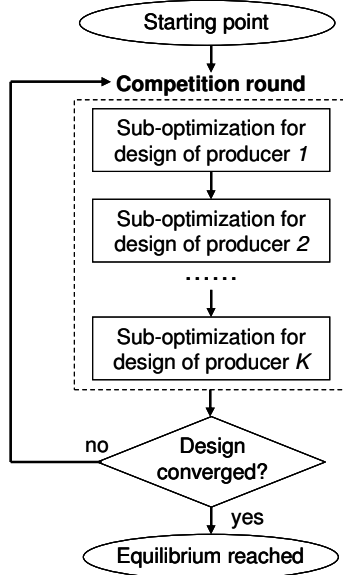 Starting point
Competition round
Sub-optimization for
design of producer 1
Sub-optimization for
design of producer 2
......
Sub-optimization for
design of producer K
no
Design
converged?
yes
Equilibrium reached